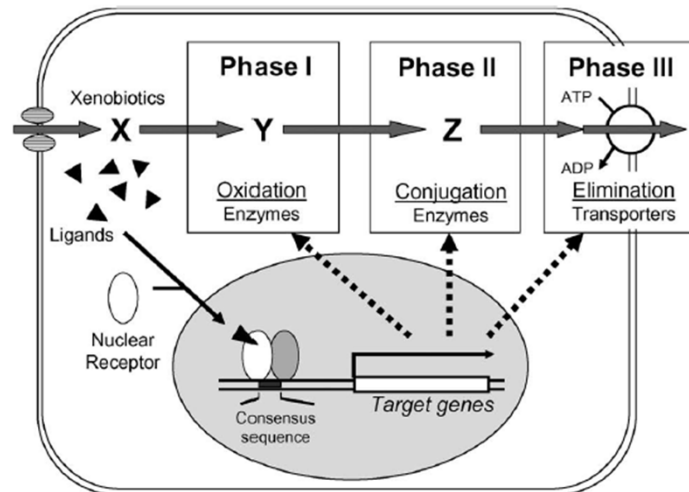 Phase I
Phase II
Phase III
Xenobiotics
ATP
X
Y
Z
ADP
Oxidation
Enzymes
Conjugation
Enzymes
Elimination
Transporters
Ligands
Nuclear
Receptor
Target genes
Consensus
sequence